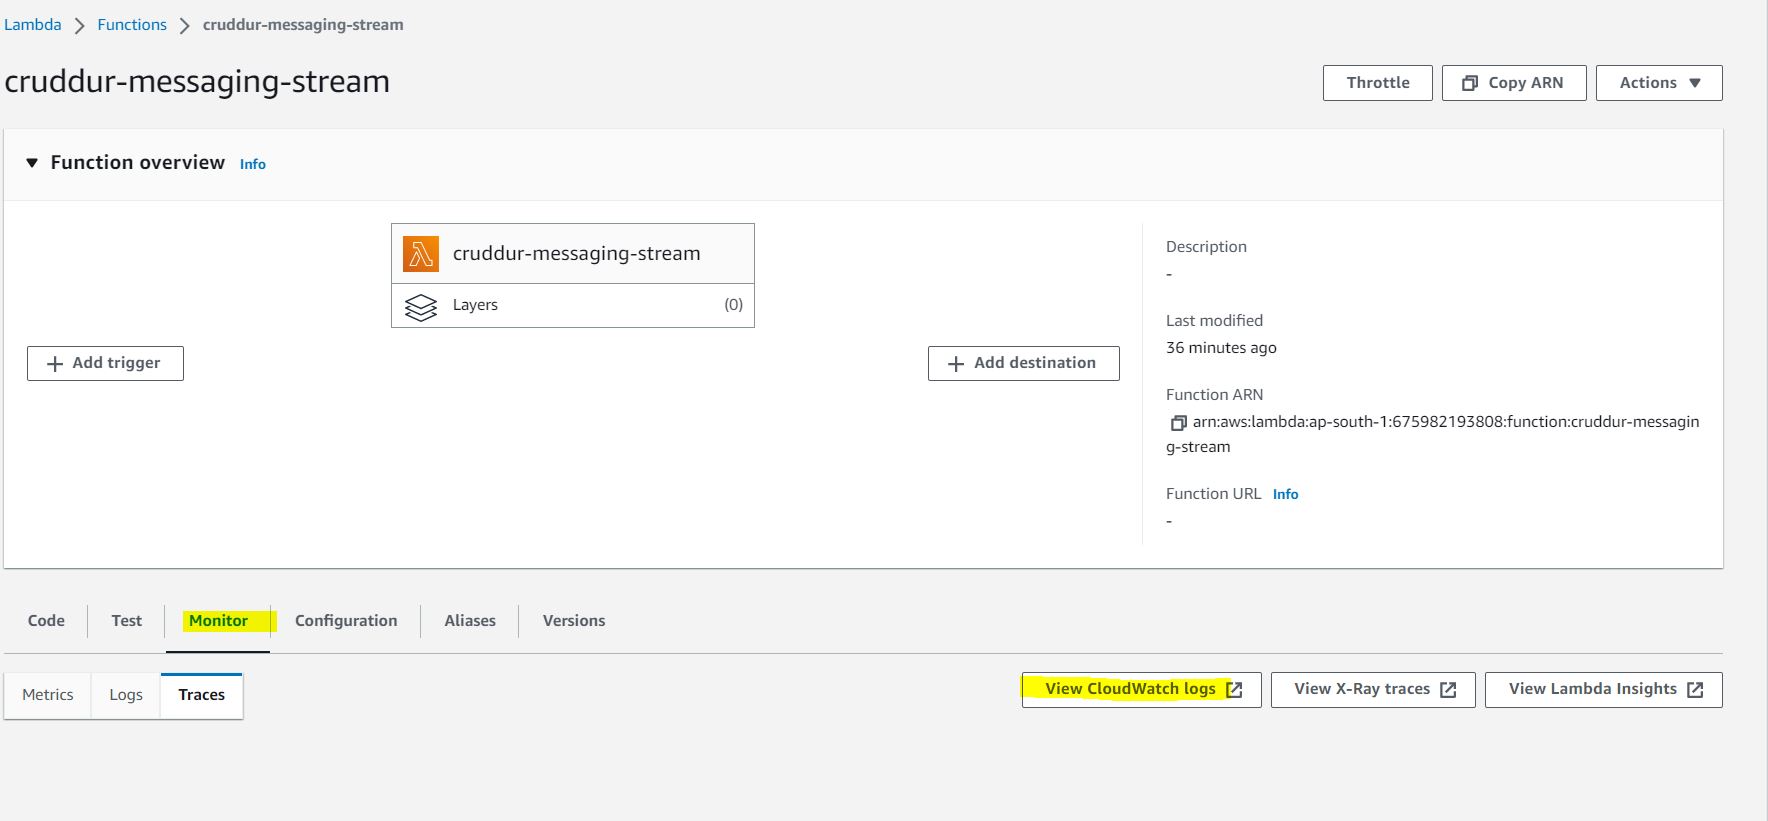 Lambda > Functions > cruddur-messaging-stream
cruddur-messaging-stream
Throttle
Copy ARN
Actions
Function overview Info
cruddur-messaging-stream
Layers (0)
Add trigger
Add destination
Description
-
Last modified
36 minutes ago
Function ARN
arn:aws:lambda:ap-south-1:675982193808:function:cruddur-messagin
g-stream
Function URL Info
-
Code
Test
Monitor
Configuration
Aliases
Versions
Metrics
Logs
Traces
View CloudWatch logs
View X-Ray traces
View Lambda Insights